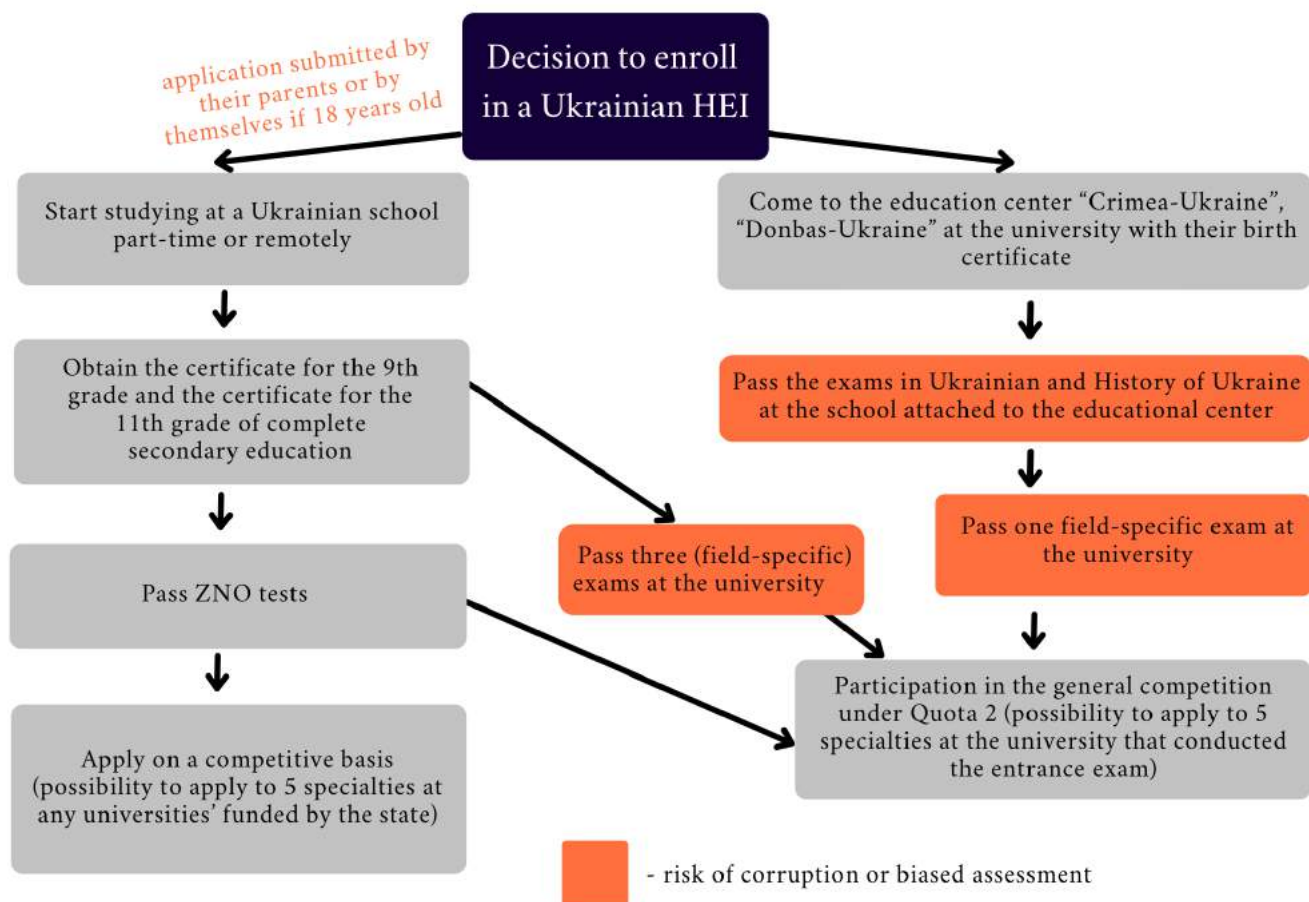 Decision to enroll
in a Ukrainian HEI
application submitted by
their parents or by
themselves if 18 years old
Start studying at a Ukrainian school
part-time or remotely
Come to the education center “Crimea-Ukraine”,
“Donbas-Ukraine” at the university with their birth
certificate
Obtain the certificate for the 9th
grade and the certificate for the
11th grade of complete
secondary education
Pass the exams in Ukrainian and History of Ukraine
at the school attached to the educational center
Pass three (field-specific)
exams at the university
Pass one field-specific exam at
the university
Pass ZNO tests
Participation in the general competition
under Quota 2 (possibility to apply to 5
specialties at the university that conducted
the entrance exam)
Apply on a competitive basis
(possibility to apply to 5 specialties at
any universities’ funded by the state)
- risk of corruption or biased assessment